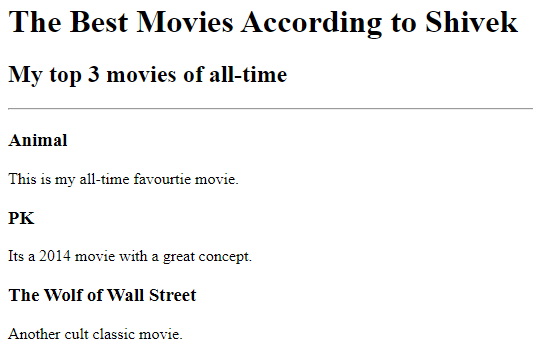 The Best Movies According to Shivek
My top 3 movies of all-time
Animal
This is my all-time favourtie movie.
PK
Its a 2014 movie with a great concept.
The Wolf of Wall Street
Another cult classic movie.